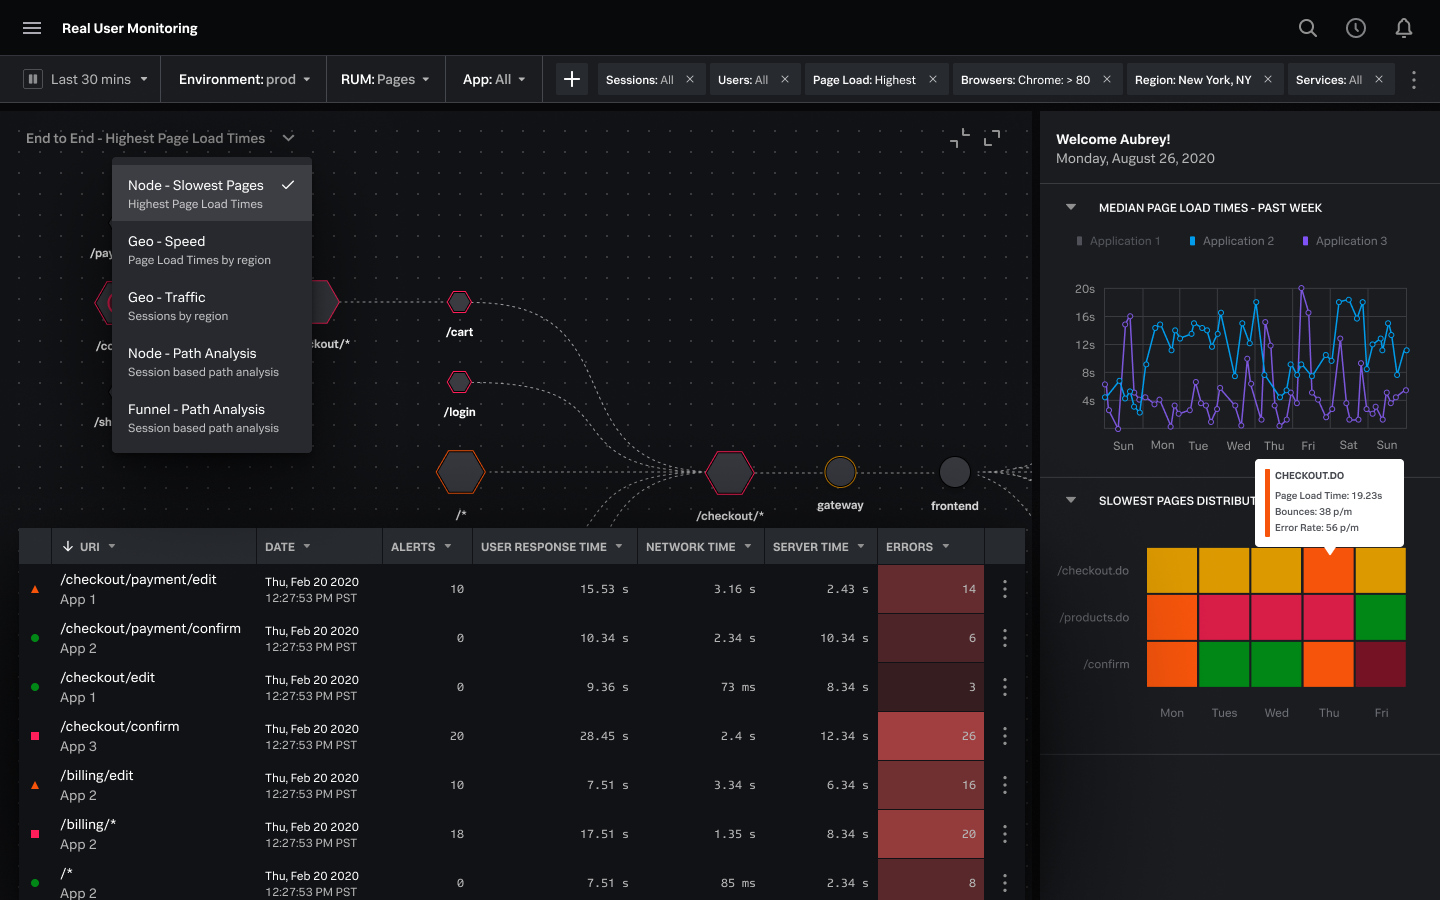 Real User Monitoring
Last 30 mins
Environment: prod
RUM: Pages
App: All
Sessions: All
Users: All
Page Load: Highest
Browsers: Chrome: > 80
Region: New York, NY
Services: All
End to End - Highest Page Load Times
Node - Slowest Pages
Highest Page Load Times
Geo - Speed
Page Load Times by region
Geo - Traffic
Sessions by region
Node - Path Analysis
Session based path analysis
Funnel - Path Analysis
Session based path analysis
/cart
/login
/*
/checkout/*
gateway
frontend
URI DATE ALERTS USER RESPONSE TIME NETWORK TIME SERVER TIME ERRORS
/checkout/payment/edit
App 1
Thu, Feb 20 2020
12:27:53 PM PST
10 15.53 s 3.16 s 2.43 s 14
/checkout/payment/confirm
App 2
Thu, Feb 20 2020
12:27:53 PM PST
0 10.34 s 2.34 s 10.34 s 6
/checkout/edit
App 1
Thu, Feb 20 2020
12:27:53 PM PST
0 9.36 s 73 ms 8.34 s 3
/checkout/confirm
App 3
Thu, Feb 20 2020
12:27:53 PM PST
20 28.45 s 2.4 s 12.34 s 26
/billing/edit
App 2
Thu, Feb 20 2020
12:27:53 PM PST
10 7.51 s 3.34 s 6.34 s 16
/billing/*
App 2
Thu, Feb 20 2020
12:27:53 PM PST
18 17.51 s 1.35 s 8.34 s 20
/*
App 2
Thu, Feb 20 2020
12:27:53 PM PST
0 7.51 s 85 ms 2.34 s 8
Welcome Aubrey!
Monday, August 26, 2020
MEDIAN PAGE LOAD TIMES - PAST WEEK
Application 1 Application 2 Application 3
20s
16s
12s
8s
4s
Sun Mon Tue Wed Thu Fri Sat Sun
SLOWEST PAGES DISTRIBUT
CHECKOUT.DO
Page Load Time: 19.23s
Bounces: 38 p/m
Error Rate: 56 p/m
/checkout.do
/products.do
/confirm
Mon Tues Wed Thu Fri